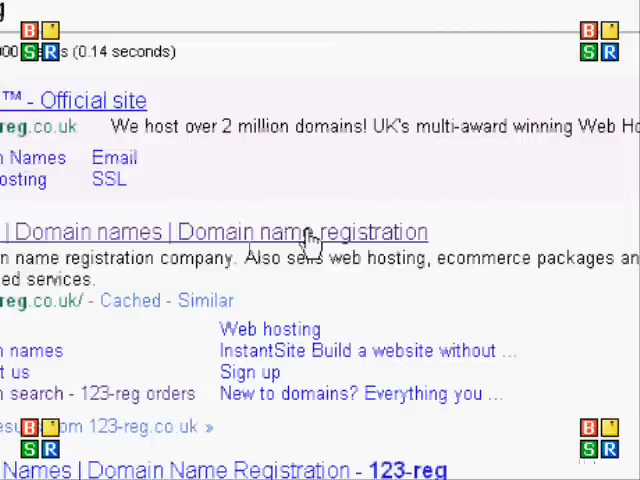 g
B
S R
B
S R
000 (0.14 seconds)
™ - Official site
reg.co.uk We host over 2 million domains! UK's multi-award winning Web Ho
n Names Email
osting SSL
| Domain names | Domain name registration
n name registration company. Also sells web hosting, ecommerce packages an
ed services.
reg.co.uk/ - Cached - Similar
Web hosting
n names InstantSite Build a website without ...
t us Sign up
n search - 123-reg orders New to domains? Everything you ...
B
S R
B
S R
esu om 123-reg.co.uk »
Names | Domain Name Registration - 123-reg